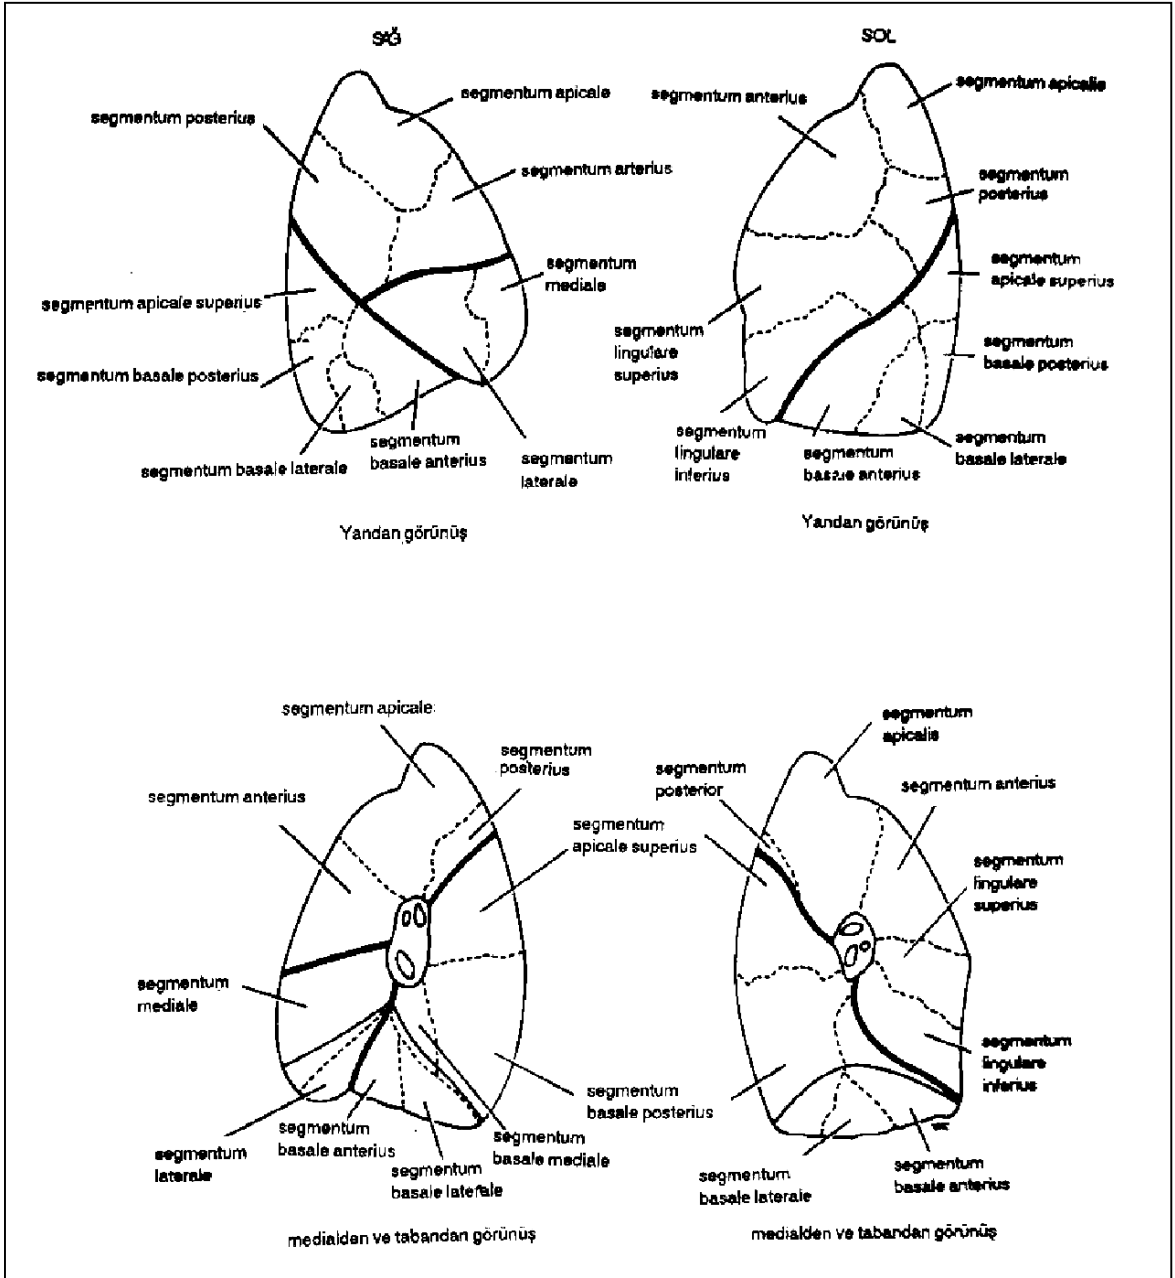 SAĞ
segmentum apicale
segmentum posterius
segmentum arterius
segmentum
mediale
segmentum apicale superius
segmentum basale posterius
segmentum
basale anterius
segmentum basale laterale
segmentum
laterale
Yandan görünüş
SOL
segmentum apicalis
segmentum anterius
segmentum
posterius
segmentum
apicale superius
segmentum
lingulare
superius
segmentum
basale posterius
segmentum
lingulare
inferius
segmentum
basale anterius
segmentum
basale laterale
Yandan görünüş
segmentum apicale
segmentum
posterius
segmentum anterius
segmentum
apicale superius
segmentum
mediale
segmentum
basale posterius
segmentum
basale anterius
segmentum
basale mediale
segmentum
laterale
segmentum
basale laterale
medialden ve tabandan görünüş
segmentum
apicalis
segmentum
posterior
segmentum anterius
segmentum
lingulare
superius
segmentum
lingulare
inferius
segmentum
basale laterale
segmentum
basale anterius
medialden ve tabandan görünüş